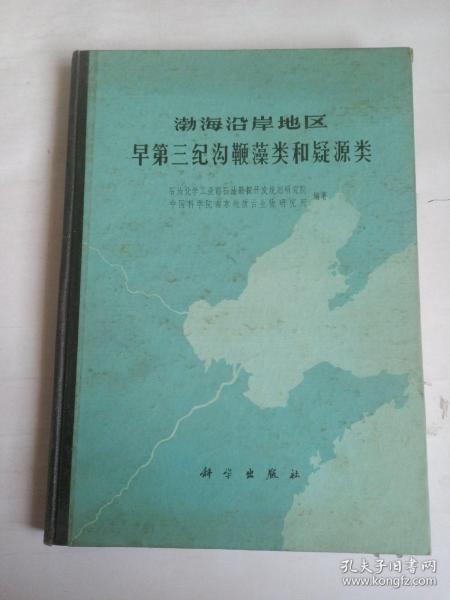 渤海沿岸地区
早第三纪沟鞭藻类和疑源类
石油化学工业部石油勘探开发规划研究院
中国科学院南京地质古生物研究所
编著
科学出版社
孔夫子旧书网
www.kongfz.com